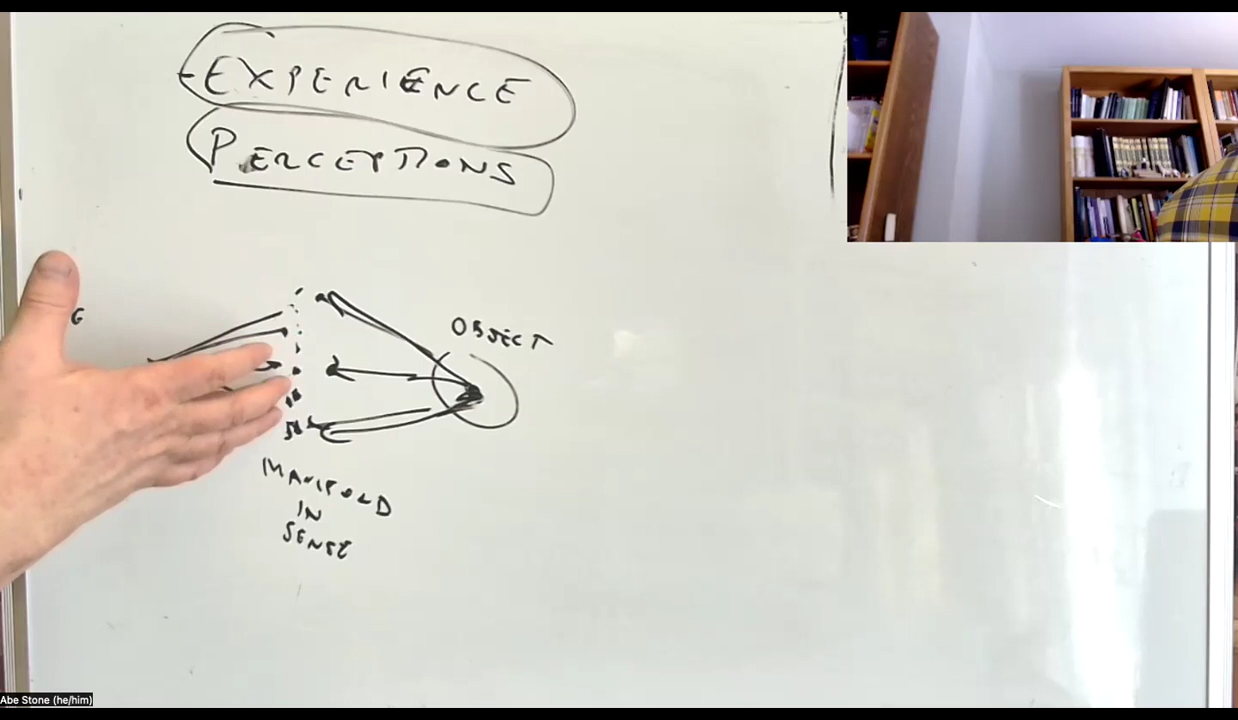 EXPERIENCE
PERCEPTIONS
G
OBJECT
MANIFOLD
IN
SENSE
Abe Stone (he/him)